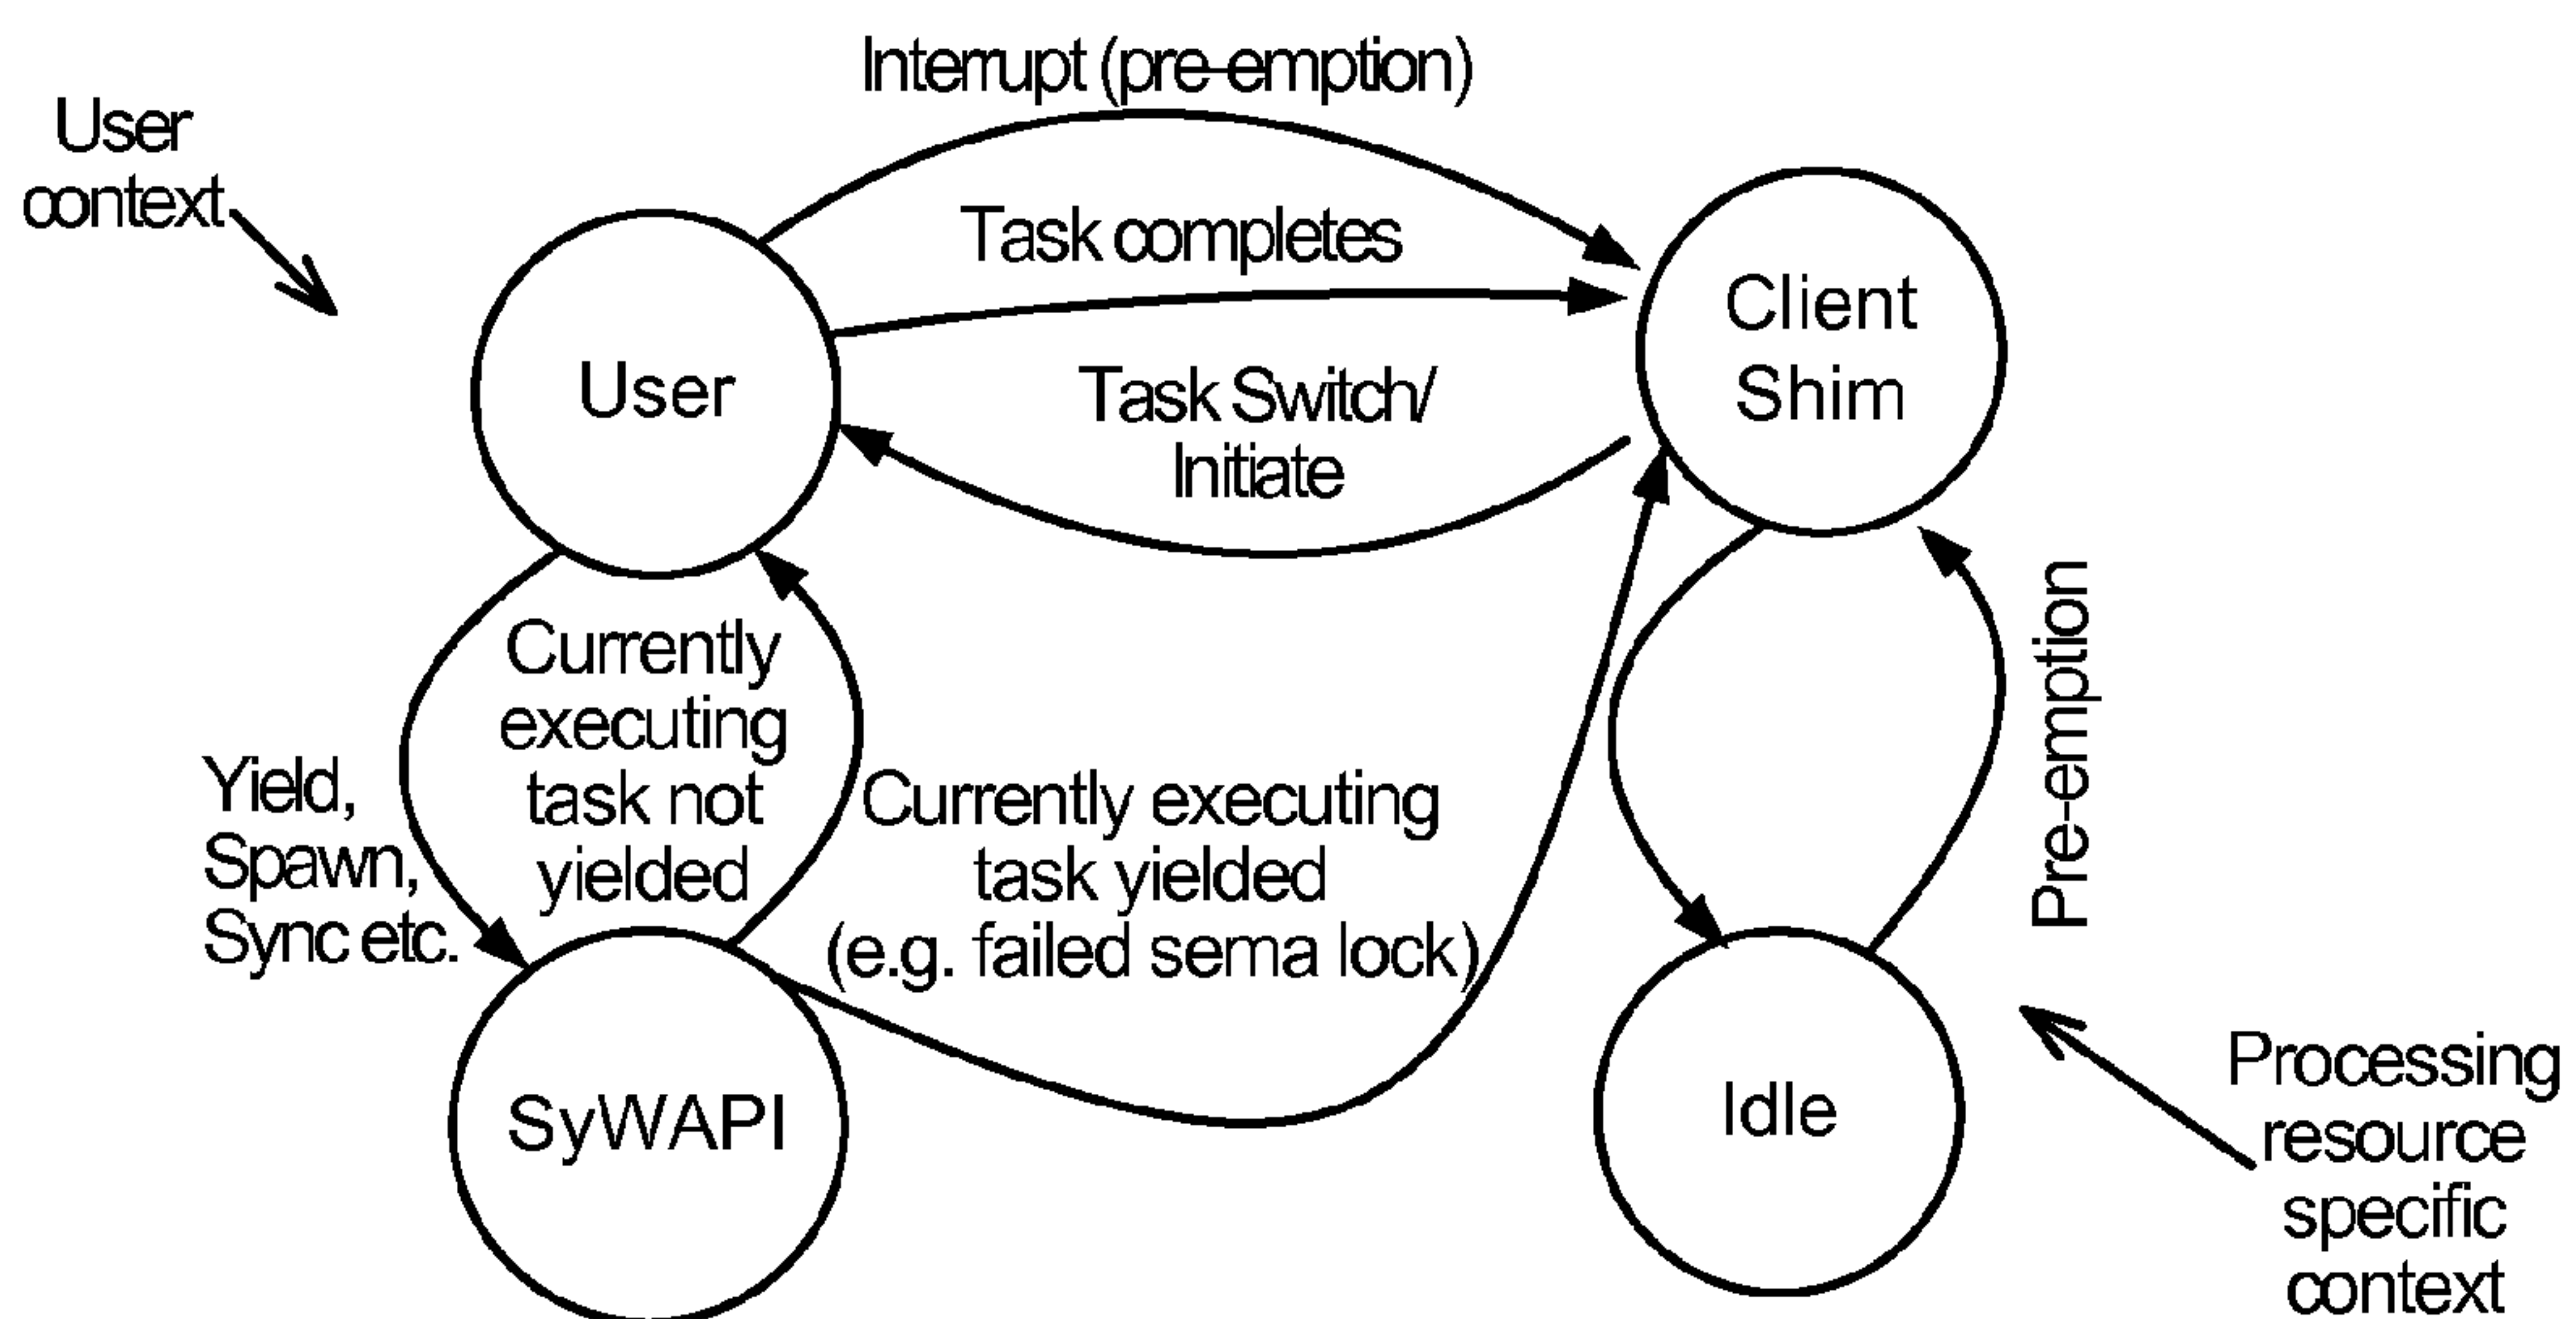 Interrupt (pre-emption)
User
context
Task completes
Client
Shim
User
Task Switch/
Initiate
Currently
executing
task not
yielded
Yield,
Spawn,
Sync etc.
Currently executing
task yielded
(e.g. failed sema lock)
Pre-emption
SyWAPI
Idle
Processing
resource
specific
context